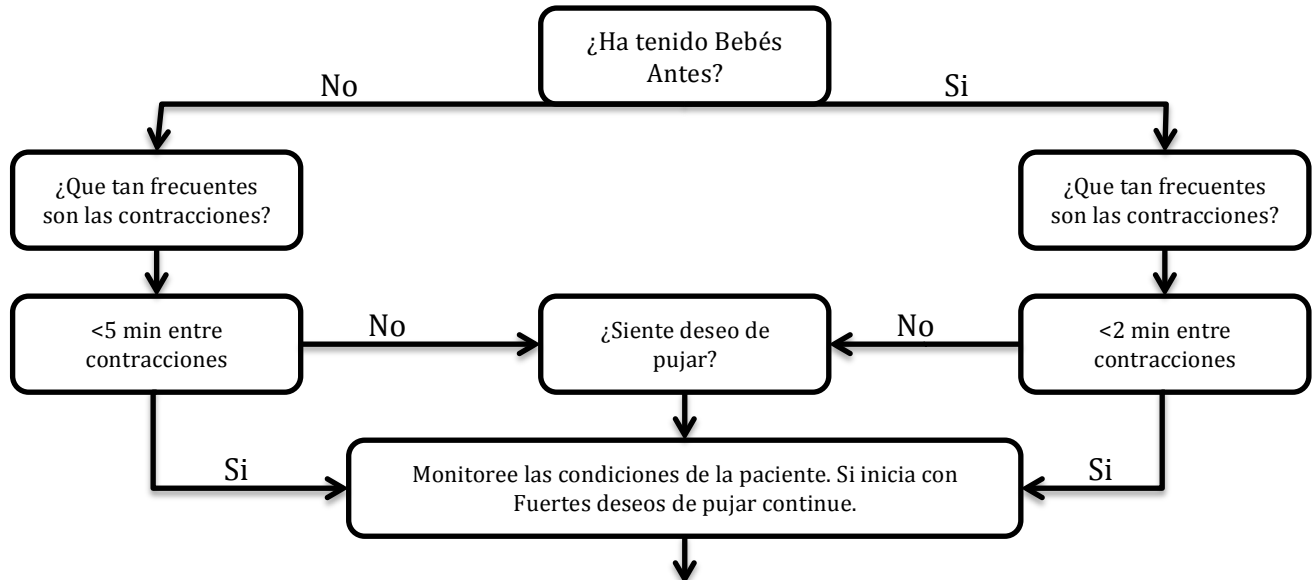 ¿Ha tenido Bebés
Antes?
No
Si
¿Que tan frecuentes
son las contracciones?
¿Que tan frecuentes
son las contracciones?
<5 min entre
contracciones
No
¿Siente deseo de
pujar?
No
<2 min entre
contracciones
Si
Monitoree las condiciones de la paciente. Si inicia con
Fuertes deseos de pujar continue.
Si